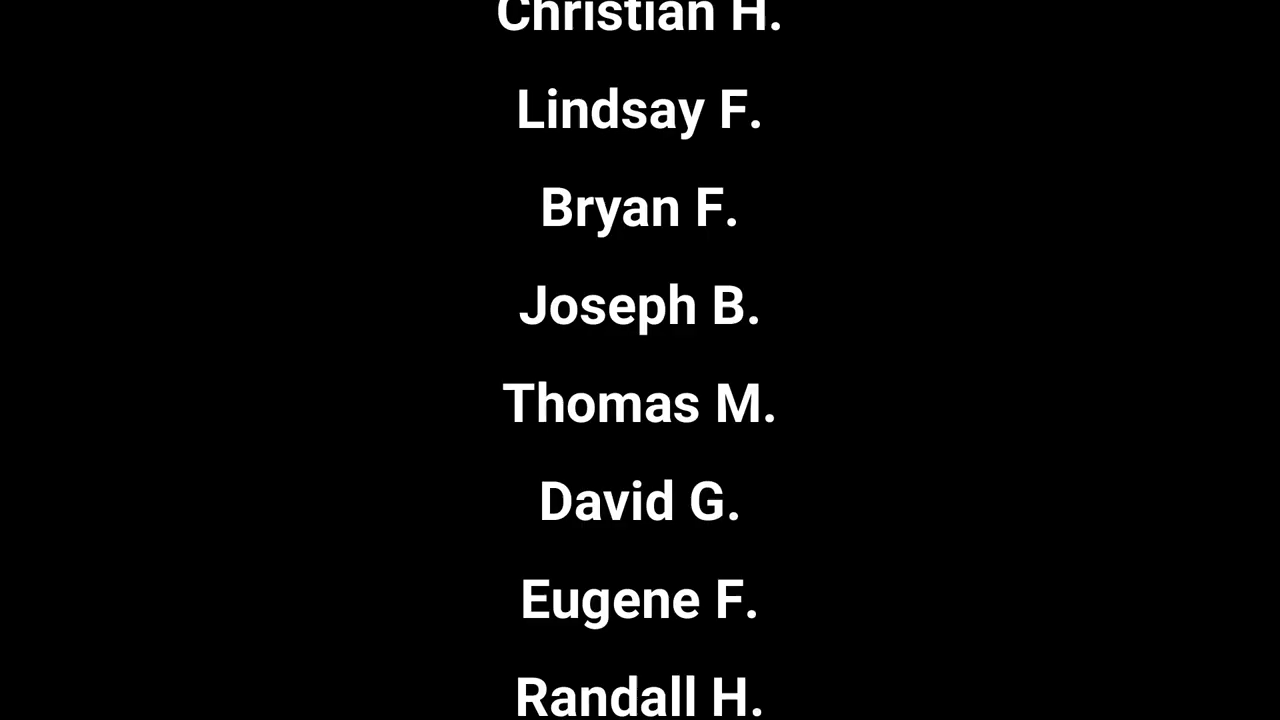 Christian H.
Lindsay F.
Bryan F.
Joseph B.
Thomas M.
David G.
Eugene F.
Randall H.